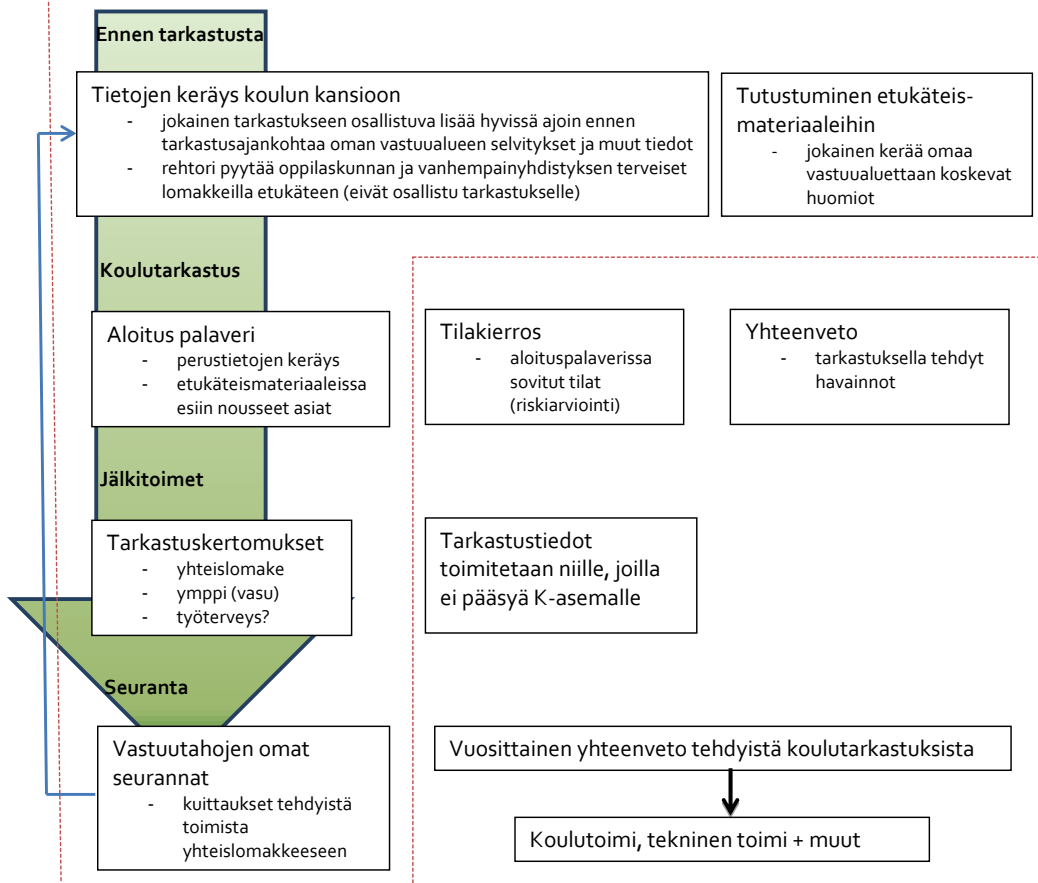 Ennen tarkastusta
Tietojen keräys koulun kansioon
- jokainen tarkastukseen osallistuva lisää hyvissä ajoin ennen
tarkastusajankohtaa oman vastuualueen selvitykset ja muut tiedot
- rehtori pyytää oppilaskunnan ja vanhempainyhdistyksen terveiset
lomakkeilla etukäteen (eivät osallistu tarkastukselle)
Tutustuminen etukäteis-
materiaaleihin
- jokainen kerää omaa
vastuualuettaan koskevat
huomiot
Koulutarkastus
Aloitus palaveri
- perustietojen keräys
- etukäteismateriaaleissa
esiin nousseet asiat
Tilakierros
- aloituspalaverissa
sovitut tilat
(riskiarviointi)
Yhteenveto
- tarkastuksella tehdyt
havainnot
Jälkitoimet
Tarkastuskertomukset
- yhteislomake
- ymppi (vasu)
- työterveys?
Tarkastustiedot
toimitetaan niille, joilla
ei pääsyä K-asemalle
Seuranta
Vastuutahojen omat
seurannat
- kuittaukset tehdyistä
toimista
yhteislomakkeeseen
Vuosittainen yhteenveto tehdyistä koulutarkastuksista
Koulutoimi, tekninen toimi + muut